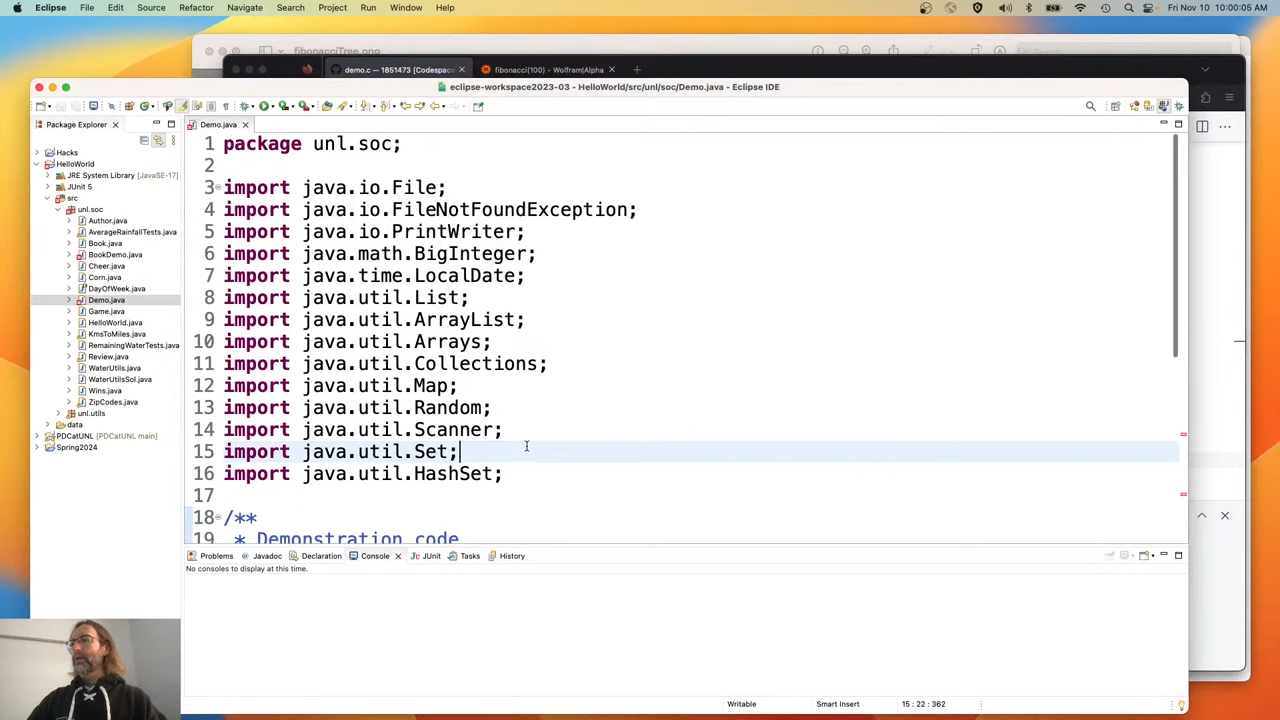 Eclipse File Edit Source Refactor Navigate Search Project Run Window Help Fri Nov 10 10:00:05 AM
fibonacciTree.png Search
demo.c — 1851473 [Codespac fibonacci(100) - Wolfram|Alpha
eclipse-workspace2023-03 - HelloWorld/src/unl/soc/Demo.java - Eclipse IDE
Package Explorer
Hacks
HelloWorld
JRE System Library [JavaSE-17]
JUnit 5
src
unl.soc
Author.java
AverageRainfallTests.java
Book.java
BookDemo.java
Cheer.java
Corn.java
DayOfWeek.java
Demo.java
Game.java
HelloWorld.java
KmsToMiles.java
RemainingWaterTests.java
Review.java
WaterUtils.java
WaterUtilsSol.java
Wins.java
ZipCodes.java
unl.utils
data
PDCatUNL [PDCatUNL main]
Spring2024
Demo.java
1 package unl.soc;
2
3 import java.io.File;
4 import java.io.FileNotFoundException;
5 import java.io.PrintWriter;
6 import java.math.BigInteger;
7 import java.time.LocalDate;
8 import java.util.List;
9 import java.util.ArrayList;
10 import java.util.Arrays;
11 import java.util.Collections;
12 import java.util.Map;
13 import java.util.Random;
14 import java.util.Scanner;
15 import java.util.Set;
16 import java.util.HashSet;
17
18 /**
19 * Demonstration code
Problems Javadoc Declaration Console JUnit Tasks History
No consoles to display at this time.
Writable Smart Insert 15 : 22 : 362